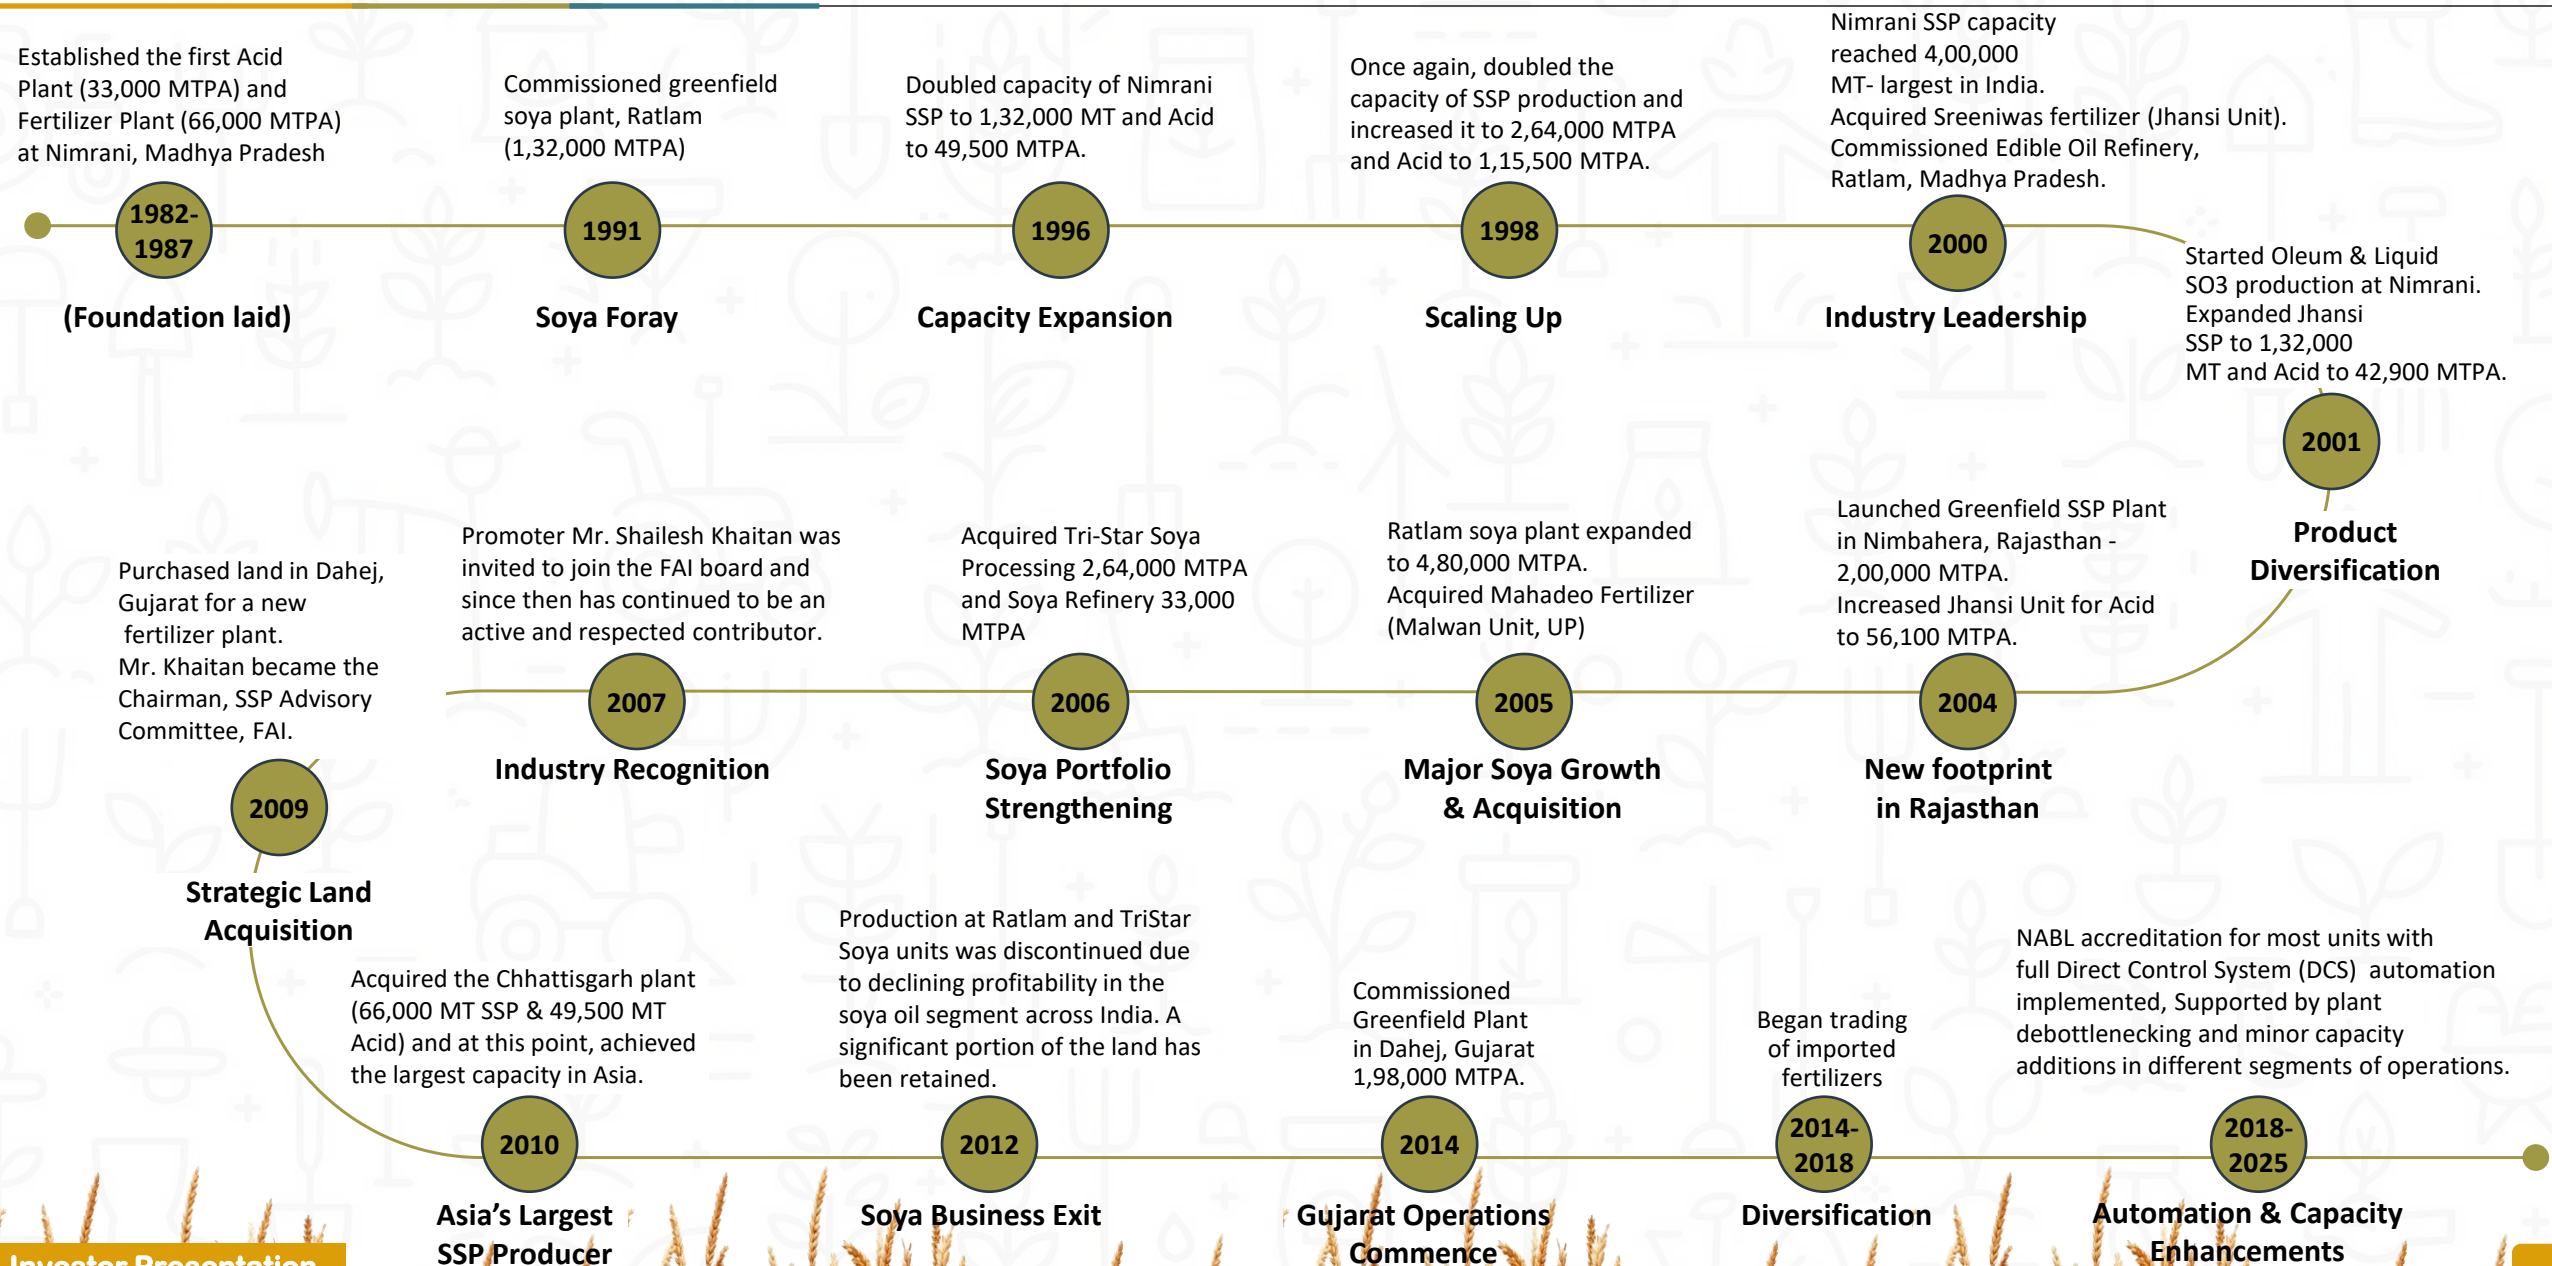 Established the first Acid
Plant (33,000 MTPA) and
Fertilizer Plant (66,000 MTPA)
at Nimrani, Madhya Pradesh
1982-
1987
(Foundation laid)
Commissioned greenfield
soya plant, Ratlam
(1,32,000 MTPA)
1991
Soya Foray
Doubled capacity of Nimrani
SSP to 1,32,000 MT and Acid
to 49,500 MTPA.
1996
Capacity Expansion
Once again, doubled the
capacity of SSP production and
increased it to 2,64,000 MTPA
and Acid to 1,15,500 MTPA.
1998
Scaling Up
Nimrani SSP capacity
reached 4,00,000
MT- largest in India.
Acquired Sreeniwas fertilizer (Jhansi Unit).
Commissioned Edible Oil Refinery,
Ratlam, Madhya Pradesh.
2000
Industry Leadership
Started Oleum & Liquid
SO3 production at Nimrani.
Expanded Jhansi
SSP to 1,32,000
MT and Acid to 42,900 MTPA.
2001
Product
Diversification
Launched Greenfield SSP Plant
in Nimbahera, Rajasthan -
2,00,000 MTPA.
Increased Jhansi Unit for Acid
to 56,100 MTPA.
2004
New footprint
in Rajasthan
Ratlam soya plant expanded
to 4,80,000 MTPA.
Acquired Mahadeo Fertilizer
(Malwan Unit, UP)
2005
Major Soya Growth
& Acquisition
Acquired Tri-Star Soya
Processing 2,64,000 MTPA
and Soya Refinery 33,000
MTPA
2006
Soya Portfolio
Strengthening
Promoter Mr. Shailesh Khaitan was
invited to join the FAI board and
since then has continued to be an
active and respected contributor.
2007
Industry Recognition
Purchased land in Dahej,
Gujarat for a new
fertilizer plant.
Mr. Khaitan became the
Chairman, SSP Advisory
Committee, FAI.
2009
Strategic Land
Acquisition
Acquired the Chhattisgarh plant
(66,000 MT SSP & 49,500 MT
Acid) and at this point, achieved
the largest capacity in Asia.
2010
Asia's Largest
SSP Producer
Production at Ratlam and TriStar
Soya units was discontinued due
to declining profitability in the
soya oil segment across India. A
significant portion of the land has
been retained.
2012
Soya Business Exit
Commissioned
Greenfield Plant
in Dahej, Gujarat
1,98,000 MTPA.
2014
Gujarat Operations
Commence
Began trading
of imported
fertilizers
2014-
2018
Diversification
NABL accreditation for most units with
full Direct Control System (DCS) automation
implemented, Supported by plant
debottlenecking and minor capacity
additions in different segments of operations.
2018-
2025
Automation & Capacity
Enhancements
Investor Presentation